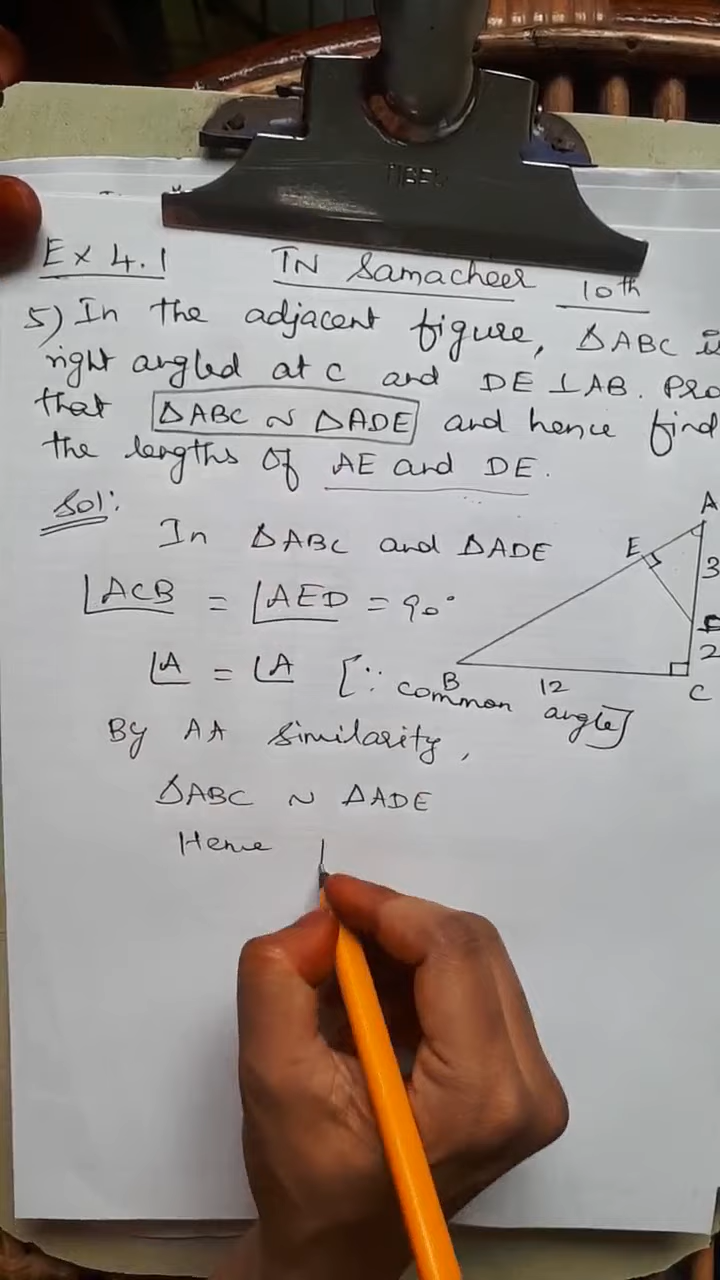 Ex 4.1 TN Samacheer 10th
5) In the adjacent figure, ΔABC is
right angled at C and DE ⊥ AB. Pro
that ΔABC ~ ΔADE and hence find
the lengths of AE and DE.
Sol:
In ΔABC and ΔADE
∠ACB = ∠AED = 90°
∠A = ∠A [∵ common angle]
By AA Similarity,
ΔABC ~ ΔADE
Hence
A
E
3
2
B
12
C